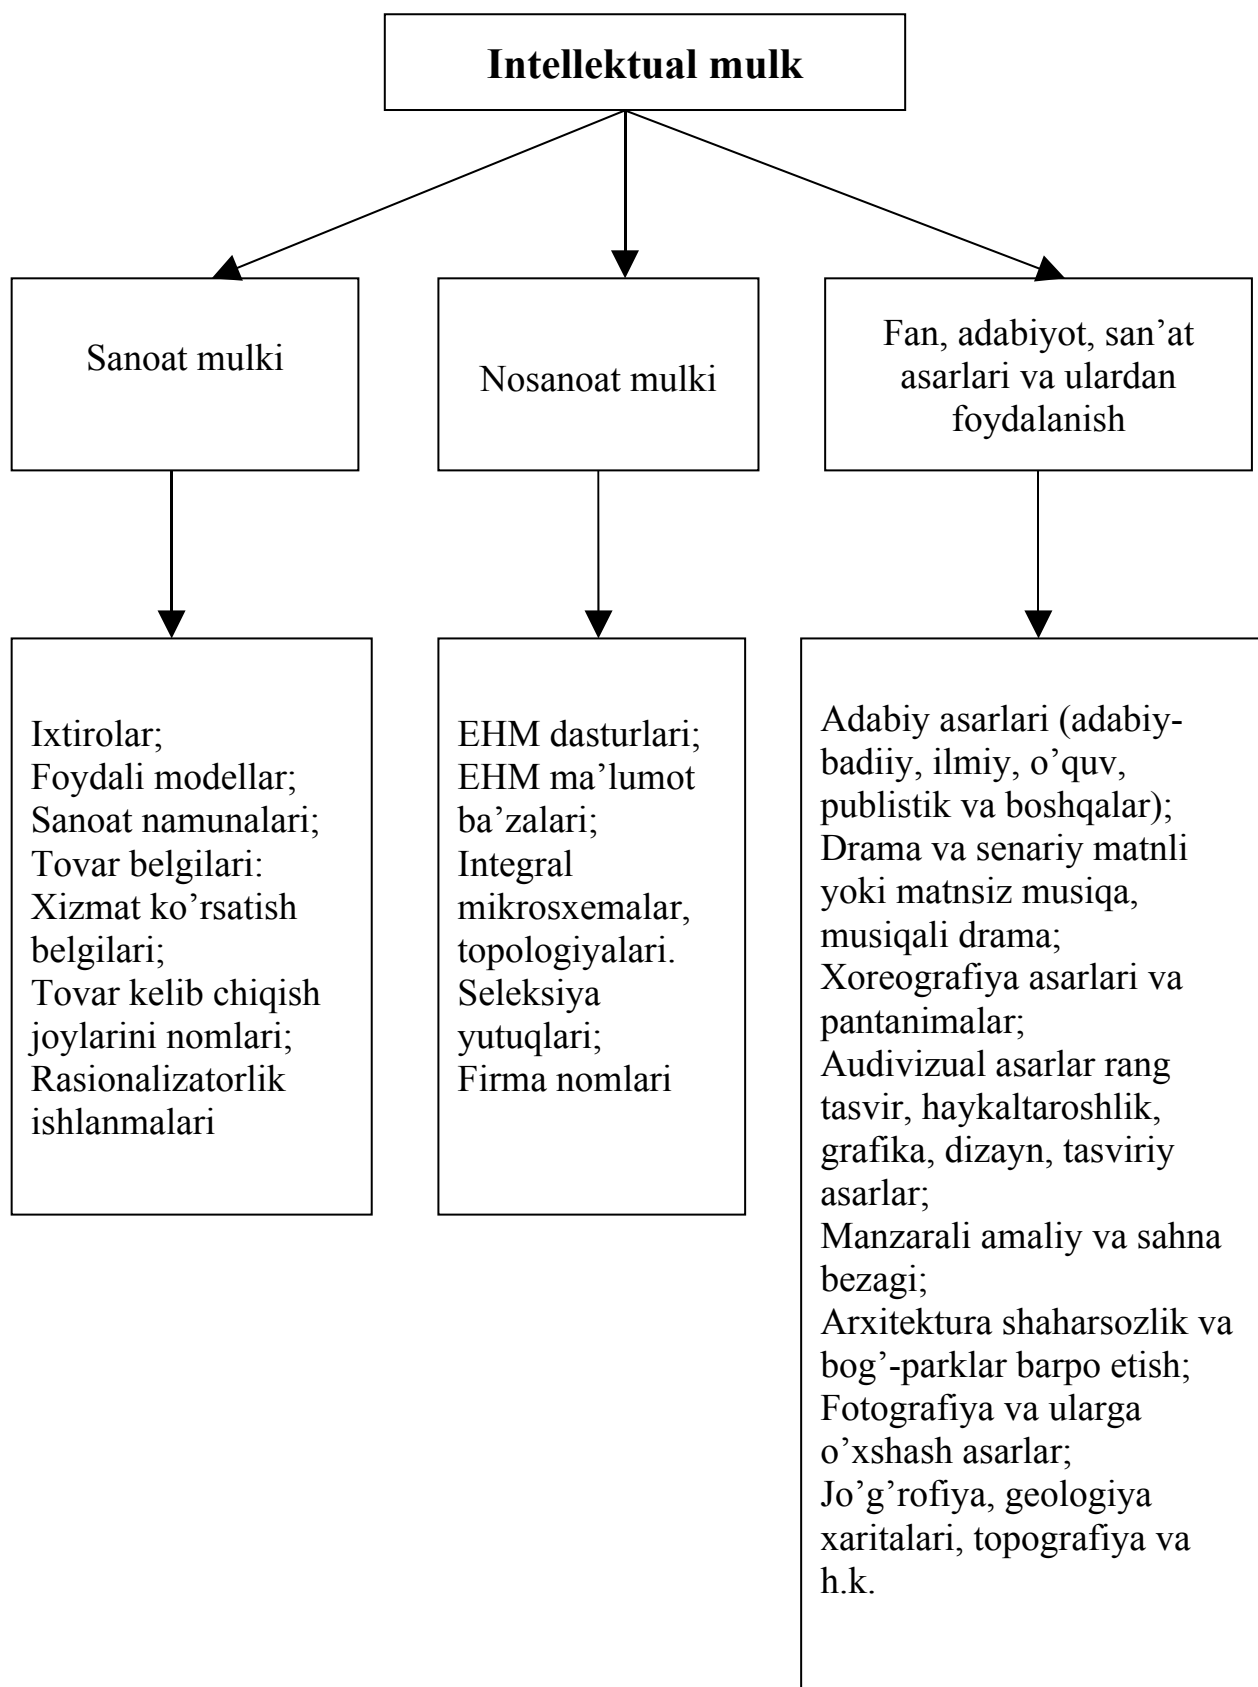 Intellektual mulk
Sanoat mulki
Nosanoat mulki
Fan, adabiyot, san’at
asarlari va ulardan
foydalanish
Ixtirolar;
Foydali modellar;
Sanoat namunalari;
Tovar belgilari:
Xizmat ko’rsatish
belgilari;
Tovar kelib chiqish
joylarini nomlari;
Rasionalizatorlik
ishlanmalari
EHM dasturlari;
EHM ma’lumot
ba’zalari;
Integral
mikrosxemalar,
topologiyalari.
Seleksiya
yutuqlari;
Firma nomlari
Adabiy asarlari (adabiy-
badiiy, ilmiy, o’quv,
publistik va boshqalar);
Drama va senariy matnli
yoki matnsiz musiqa,
musiqali drama;
Xoreografiya asarlari va
pantanimalar;
Audivizual asarlar rang
tasvir, haykaltaroshlik,
grafika, dizayn, tasviriy
asarlar;
Manzarali amaliy va sahna
bezagi;
Arxitektura shaharsozlik va
bog’-parklar barpo etish;
Fotografiya va ularga
o’xshash asarlar;
Jo’g’rofiya, geologiya
xaritalari, topografiya va
h.k.